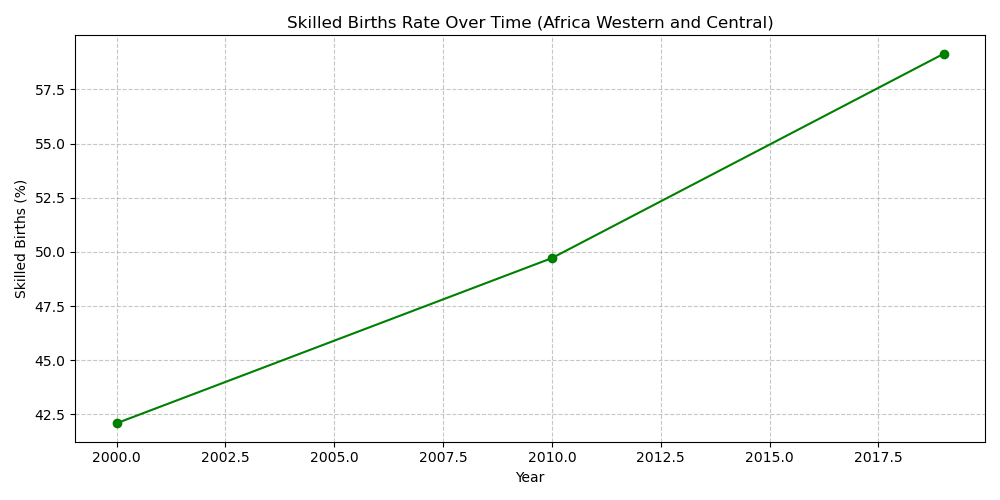 Skilled Births Rate Over Time (Africa Western and Central)
57.5
55.0
52.5
50.0
47.5
45.0
42.5
Skilled Births (%)
2000.0 2002.5 2005.0 2007.5 2010.0 2012.5 2015.0 2017.5
Year